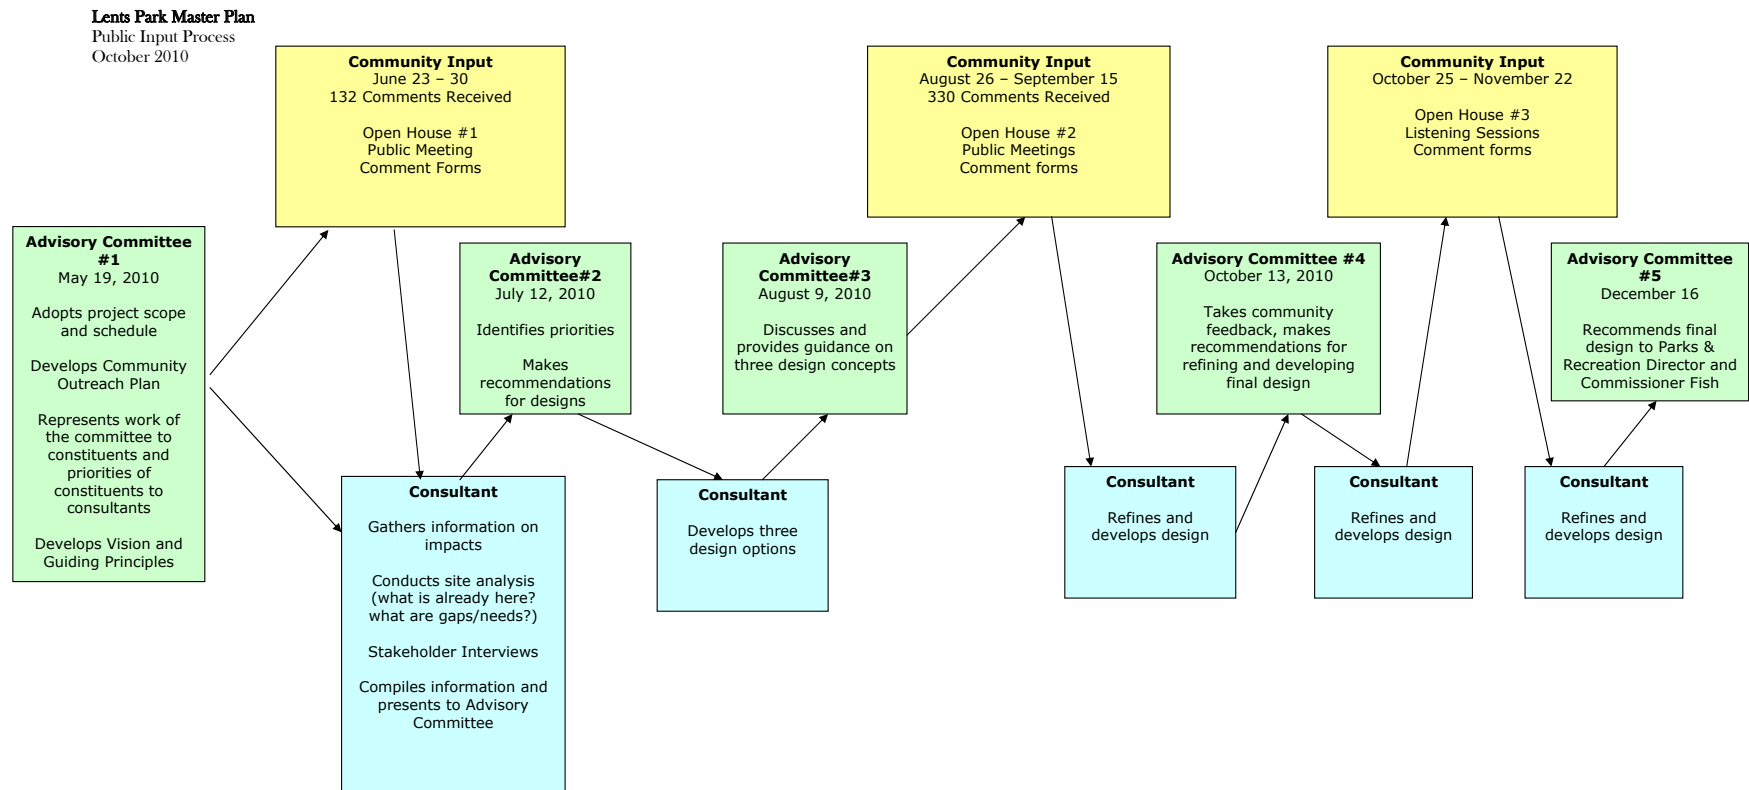 Lents Park Master Plan
Public Input Process
October 2010
Community Input
June 23 – 30
132 Comments Received
Open House #1
Public Meeting
Comment Forms
Community Input
August 26 – September 15
330 Comments Received
Open House #2
Public Meetings
Comment forms
Community Input
October 25 – November 22
Open House #3
Listening Sessions
Comment forms
Advisory Committee
#1
May 19, 2010
Adopts project scope
and schedule
Develops Community
Outreach Plan
Represents work of
the committee to
constituents and
priorities of
constituents to
consultants
Develops Vision and
Guiding Principles
Advisory
Committee#2
July 12, 2010
Identifies priorities
Makes
recommendations
for designs
Advisory
Committee#3
August 9, 2010
Discusses and
provides guidance on
three design concepts
Advisory Committee #4
October 13, 2010
Takes community
feedback, makes
recommendations for
refining and developing
final design
Advisory Committee
#5
December 16
Recommends final
design to Parks &
Recreation Director and
Commissioner Fish
Consultant
Gathers information on
impacts
Conducts site analysis
(what is already here?
what are gaps/needs?)
Stakeholder Interviews
Compiles information and
presents to Advisory
Committee
Consultant
Develops three
design options
Consultant
Refines and
develops design
Consultant
Refines and
develops design
Consultant
Refines and
develops design